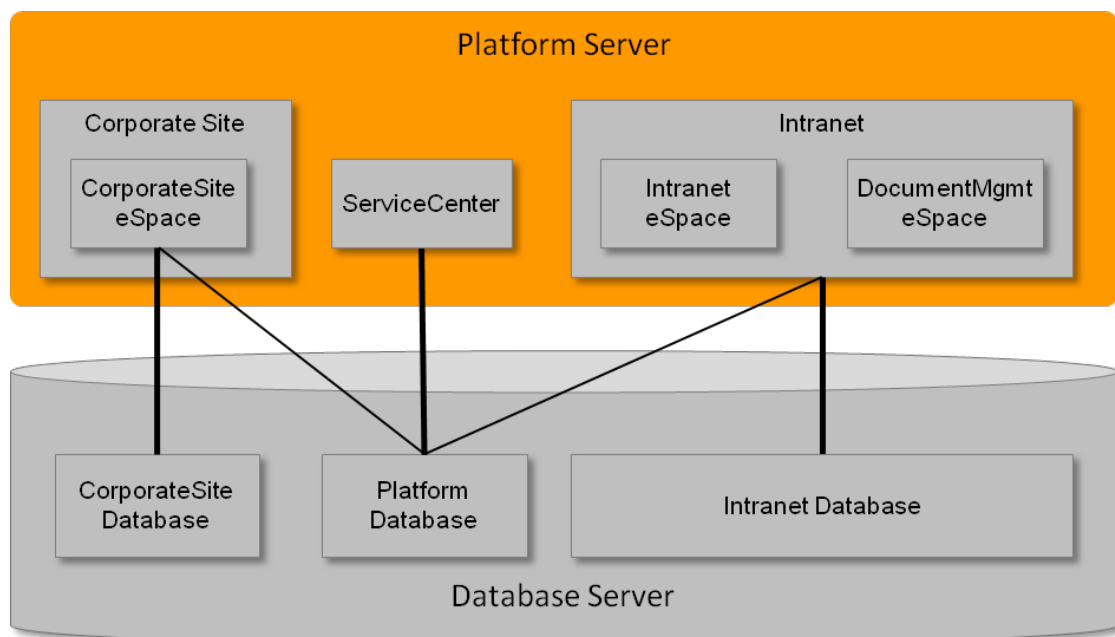 Platform Server
Corporate Site
Intranet
CorporateSite
eSpace
ServiceCenter
Intranet
eSpace
DocumentMgmt
eSpace
CorporateSite
Database
Platform
Database
Intranet Database
Database Server